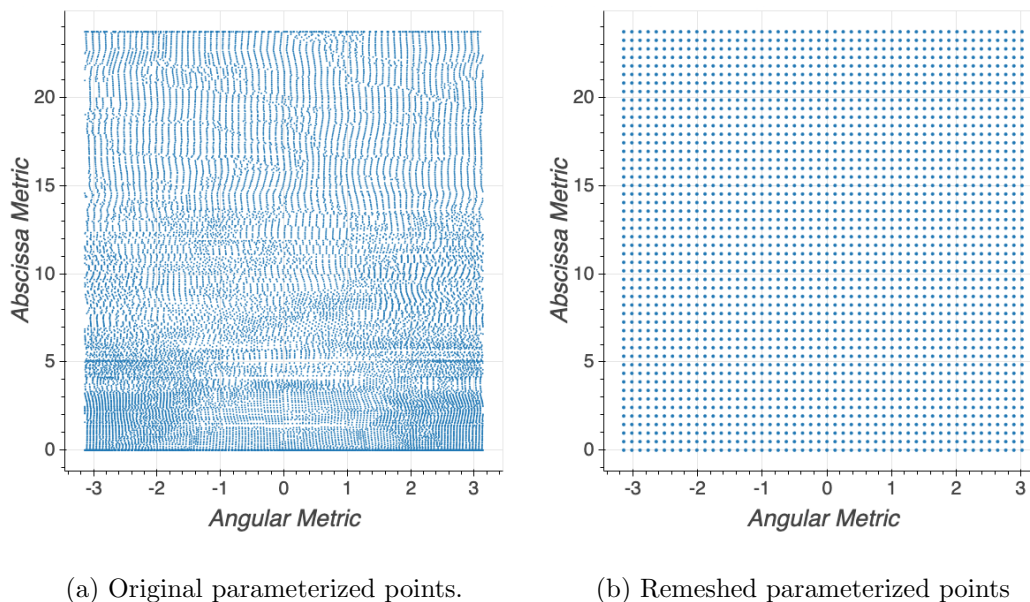 20
15
10
5
0
Abscissa Metric
-3 -2 -1 0 1 2 3
Angular Metric
(a) Original parameterized points.
20
15
10
5
0
Abscissa Metric
-3 -2 -1 0 1 2 3
Angular Metric
(b) Remeshed parameterized points